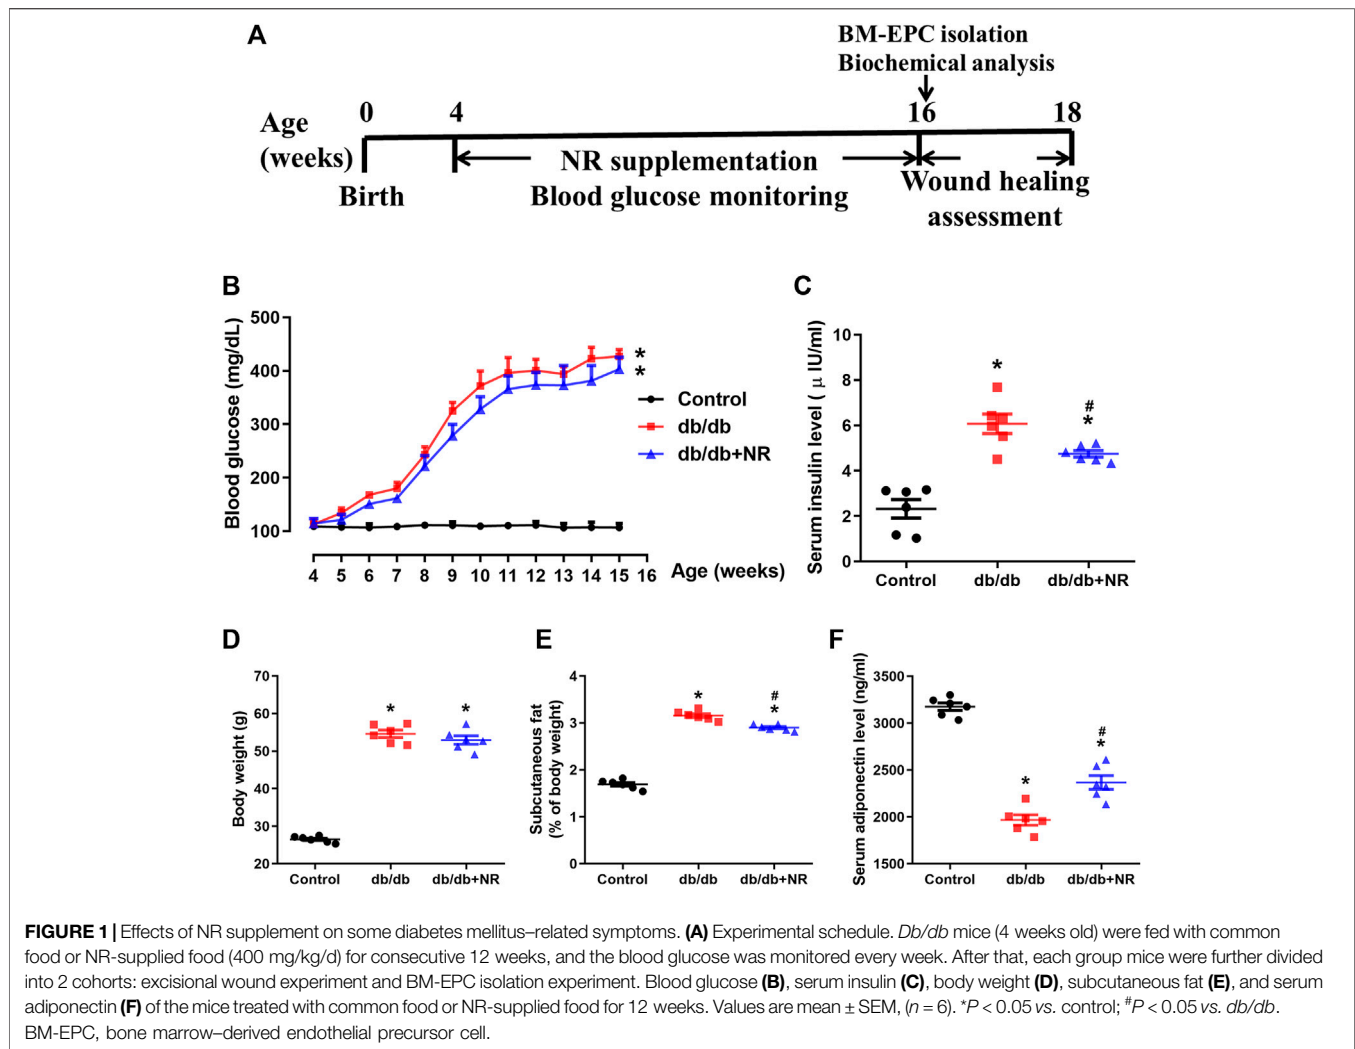 A
BM-EPC isolation
Biochemical analysis
0 4 16 18
Age
(weeks)
NR supplementation
Blood glucose monitoring
Birth
Wound healing
assessment
B
Blood glucose (mg/dL)
500
400
300
200
100
*
*
Control
db/db
db/db+NR
4 5 6 7 8 9 10 11 12 13 14 15 16
Age (weeks)
C
Serum insulin level ( μ IU/ml)
10
8
6
4
2
0
*
#
*
Control db/db db/db+NR
D
Body weight (g)
70
60
50
40
30
20
* *
Control db/db db/db+NR
E
Subcutaneous fat
(% of body weight)
4
3
2
1
0
*
#
*
Control db/db db/db+NR
F
Serum adiponectin level (ng/ml)
3500
3000
2500
2000
1500
*
#
*
Control db/db db/db+NR
FIGURE 1 | Effects of NR supplement on some diabetes mellitus–related symptoms. (A) Experimental schedule. Db/db mice (4 weeks old) were fed with common
food or NR-supplied food (400 mg/kg/d) for consecutive 12 weeks, and the blood glucose was monitored every week. After that, each group mice were further divided
into 2 cohorts: excisional wound experiment and BM-EPC isolation experiment. Blood glucose (B), serum insulin (C), body weight (D), subcutaneous fat (E), and serum
adiponectin (F) of the mice treated with common food or NR-supplied food for 12 weeks. Values are mean ± SEM, (n = 6). *P < 0.05 vs. control; #P < 0.05 vs. db/db.
BM-EPC, bone marrow–derived endothelial precursor cell.